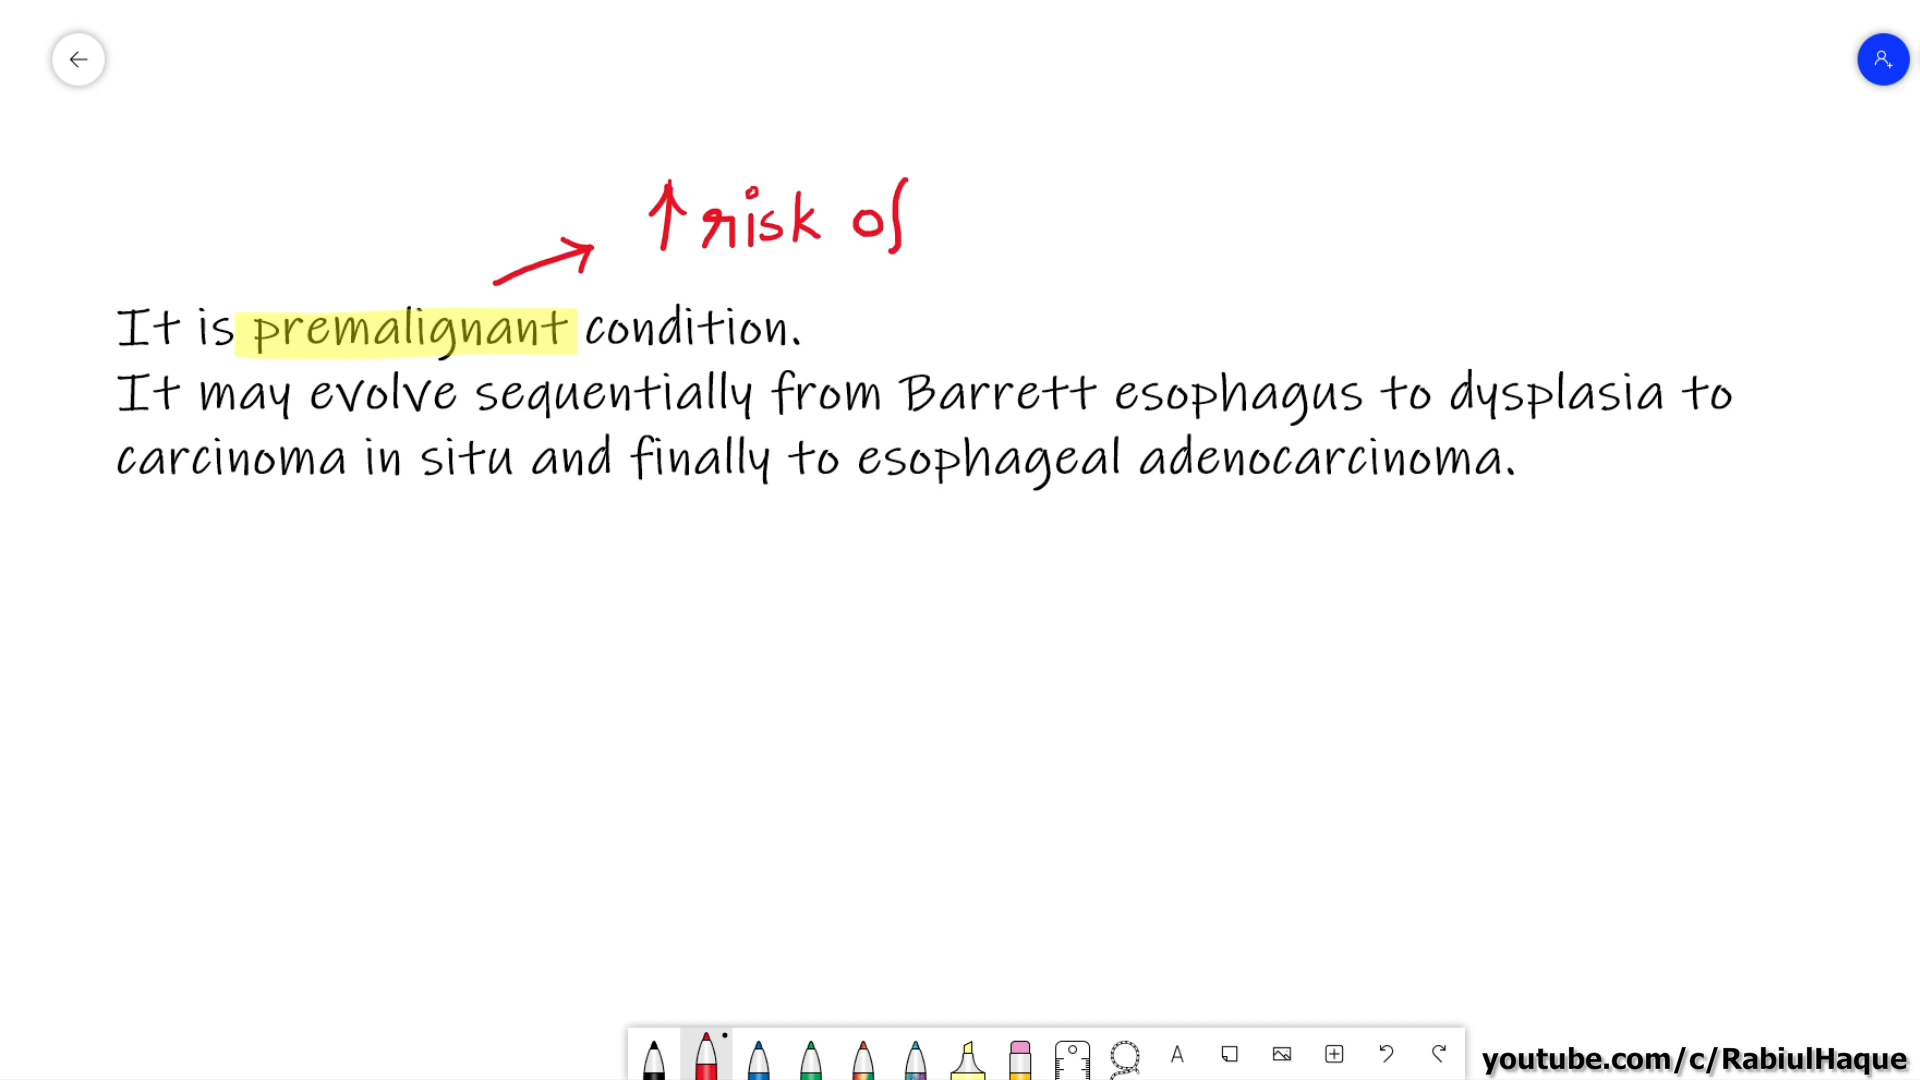 ↑ risk of
It is premalignant condition.
It may evolve sequentially from Barrett esophagus to dysplasia to
carcinoma in situ and finally to esophageal adenocarcinoma.
A
youtube.com/c/RabiulHaque